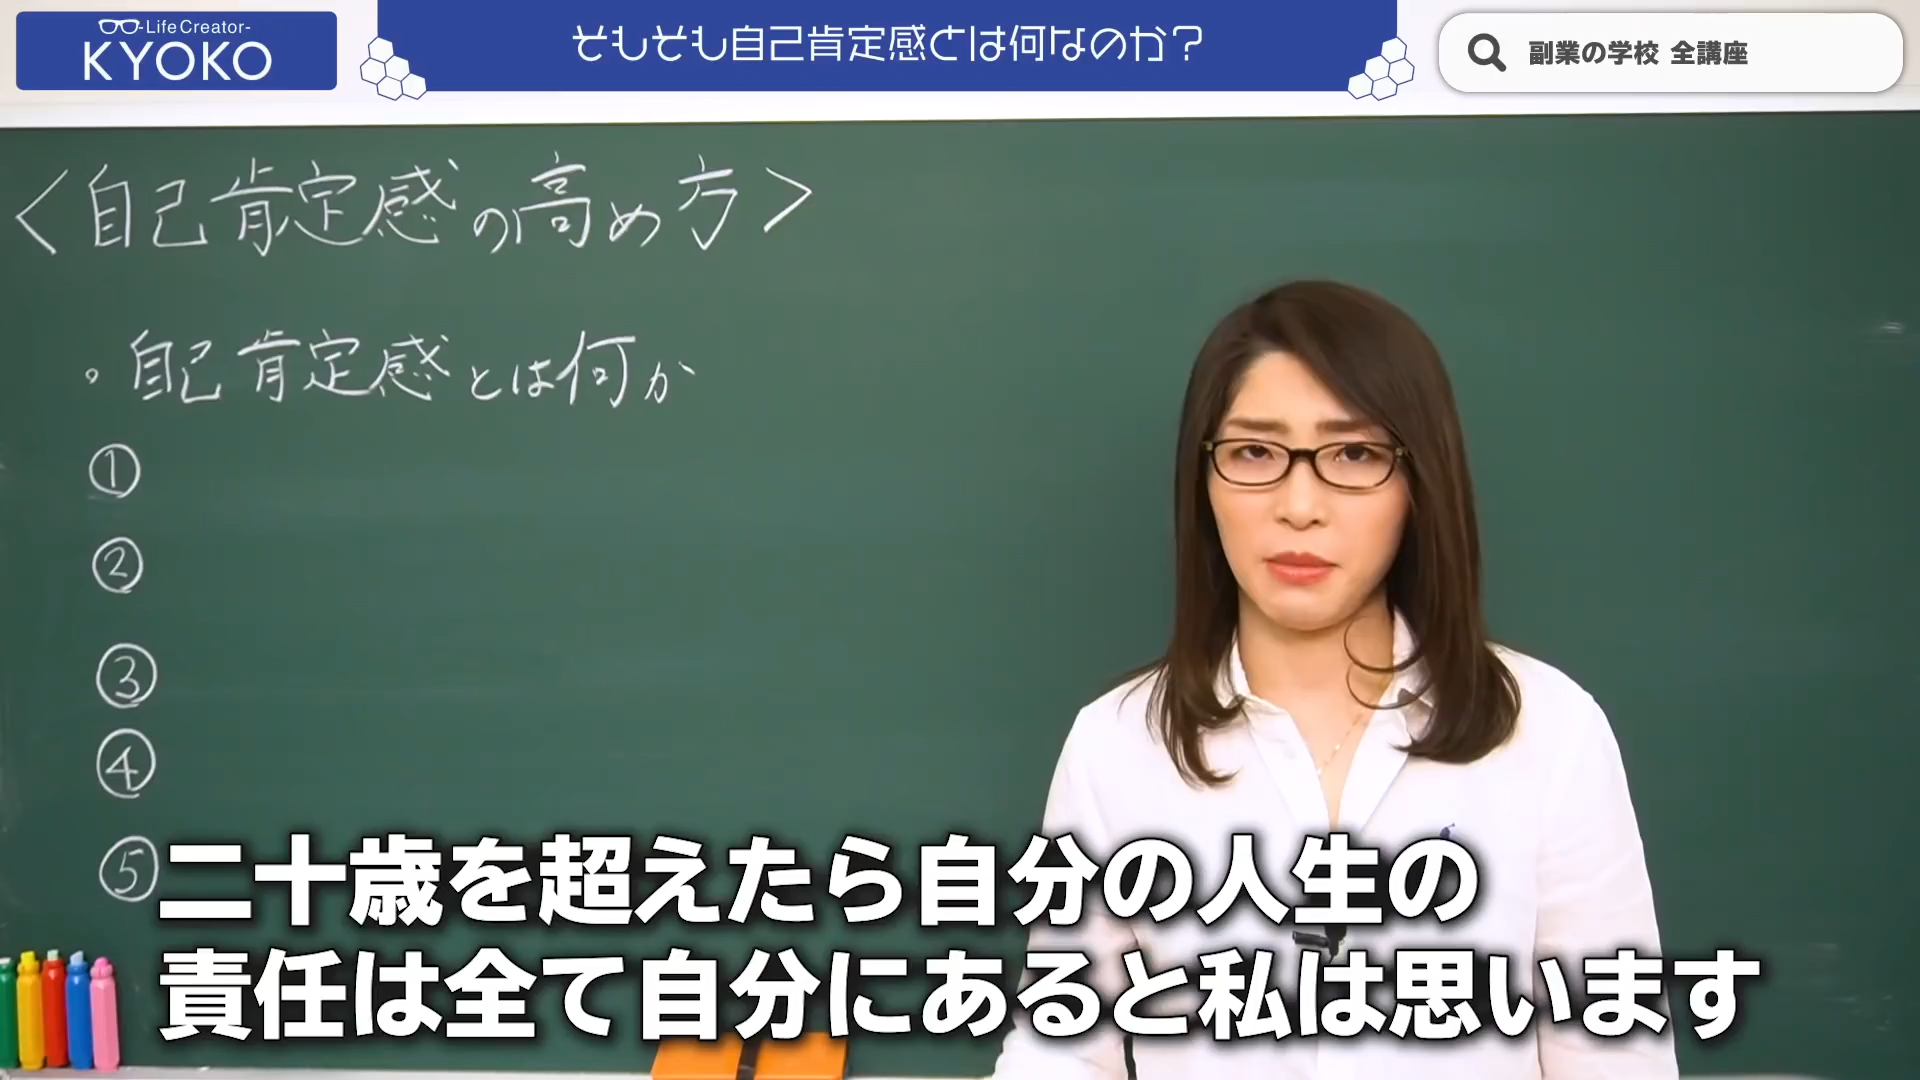 -Life Creator-
KYOKO
そもそも自己肯定感とは何なのか？
副業の学校 全講座
＜自己肯定感の高め方＞
。自己肯定感とは何か
①
②
③
④
⑤
二十歳を超えたら自分の人生の
責任は全て自分にあると私は思います